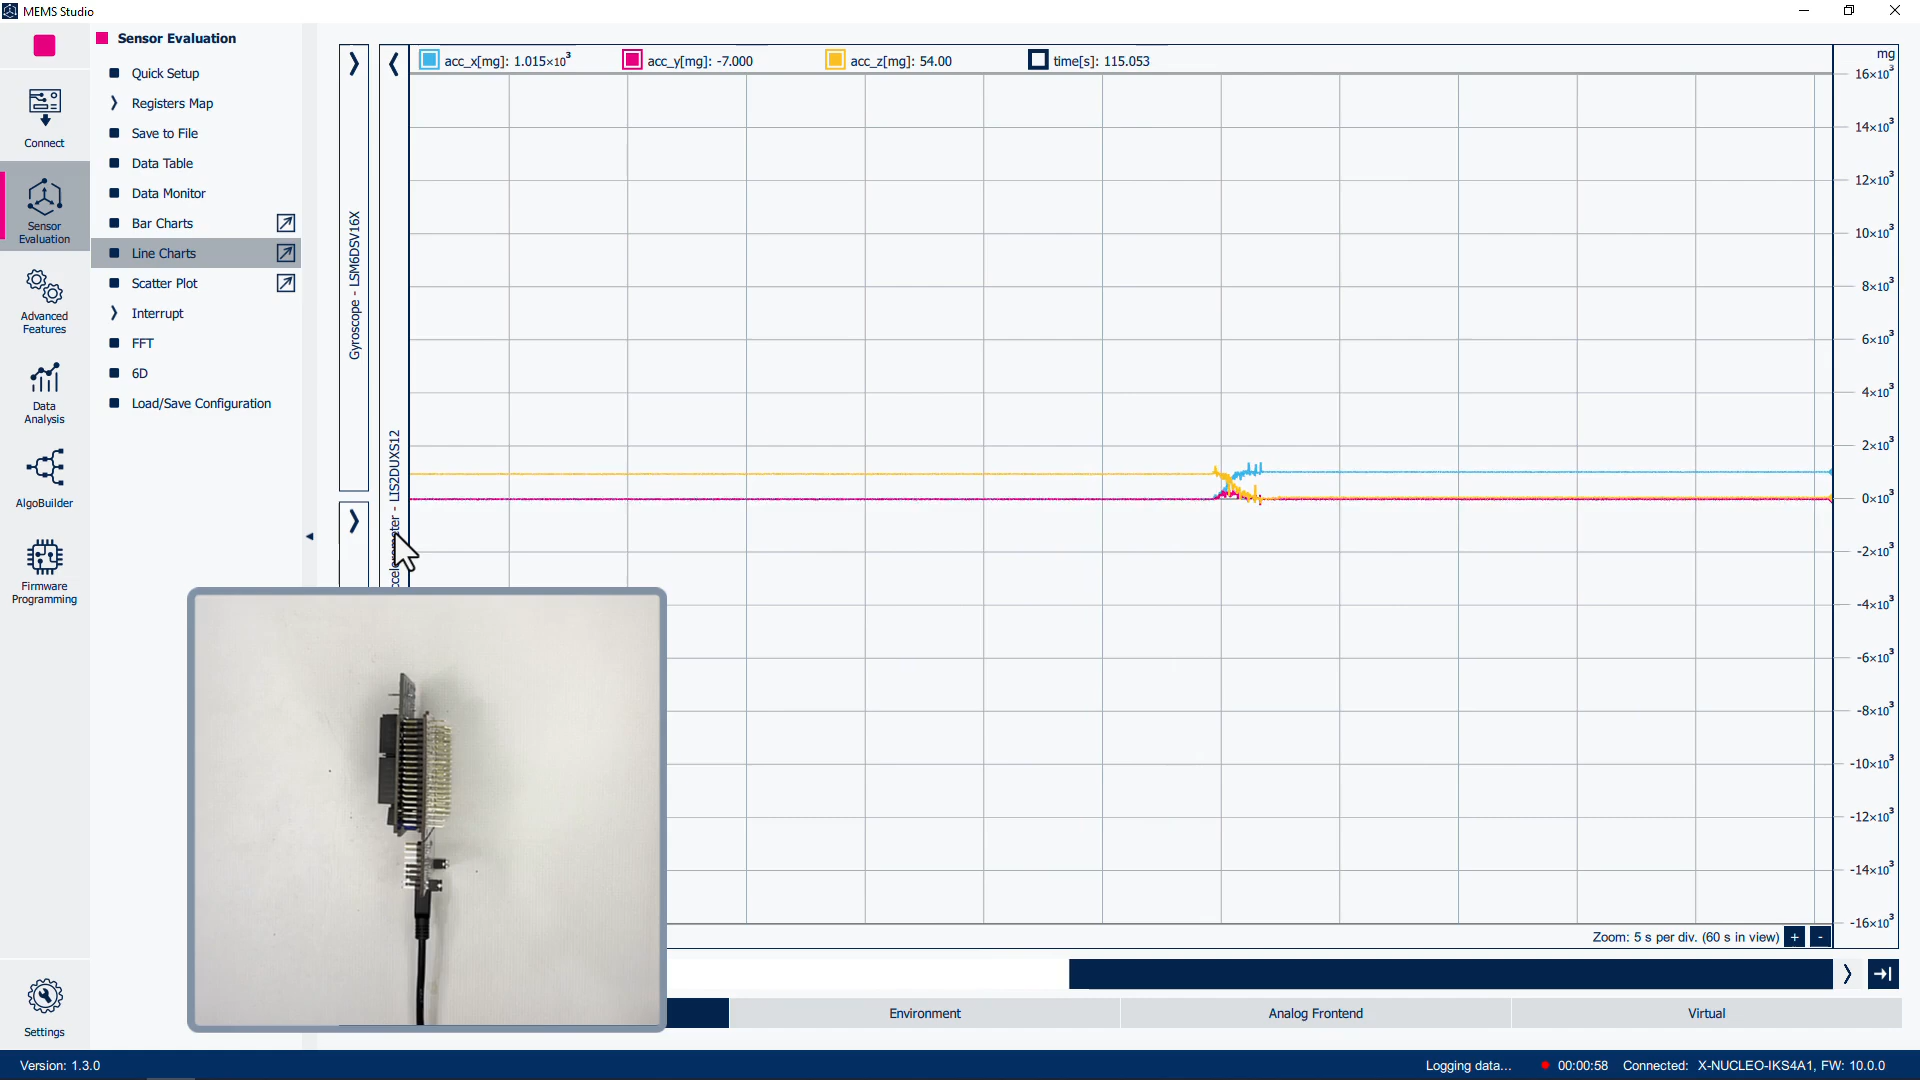 MEMS Studio
Sensor Evaluation
Quick Setup
Registers Map
Save to File
Data Table
Data Monitor
Bar Charts
Line Charts
Scatter Plot
Interrupt
FFT
6D
Load/Save Configuration
Connect
Sensor
Evaluation
Advanced
Features
Data
Analysis
AlgoBuilder
Firmware
Programming
Settings
Gyroscope - LSM6DSV16X
LIS2DUXS12
acc_x[mg]: 1.015×10³
acc_y[mg]: -7.000
acc_z[mg]: 54.00
time[s]: 115.053
mg
16×10³
14×10³
12×10³
10×10³
8×10³
6×10³
4×10³
2×10³
0×10³
-2×10³
-4×10³
-6×10³
-8×10³
-10×10³
-12×10³
-14×10³
-16×10³
Zoom: 5 s per div. (60 s in view) + -
Environment
Analog Frontend
Virtual
Version: 1.3.0
Logging data...
00:00:58
Connected: X-NUCLEO-IKS4A1, FW: 10.0.0